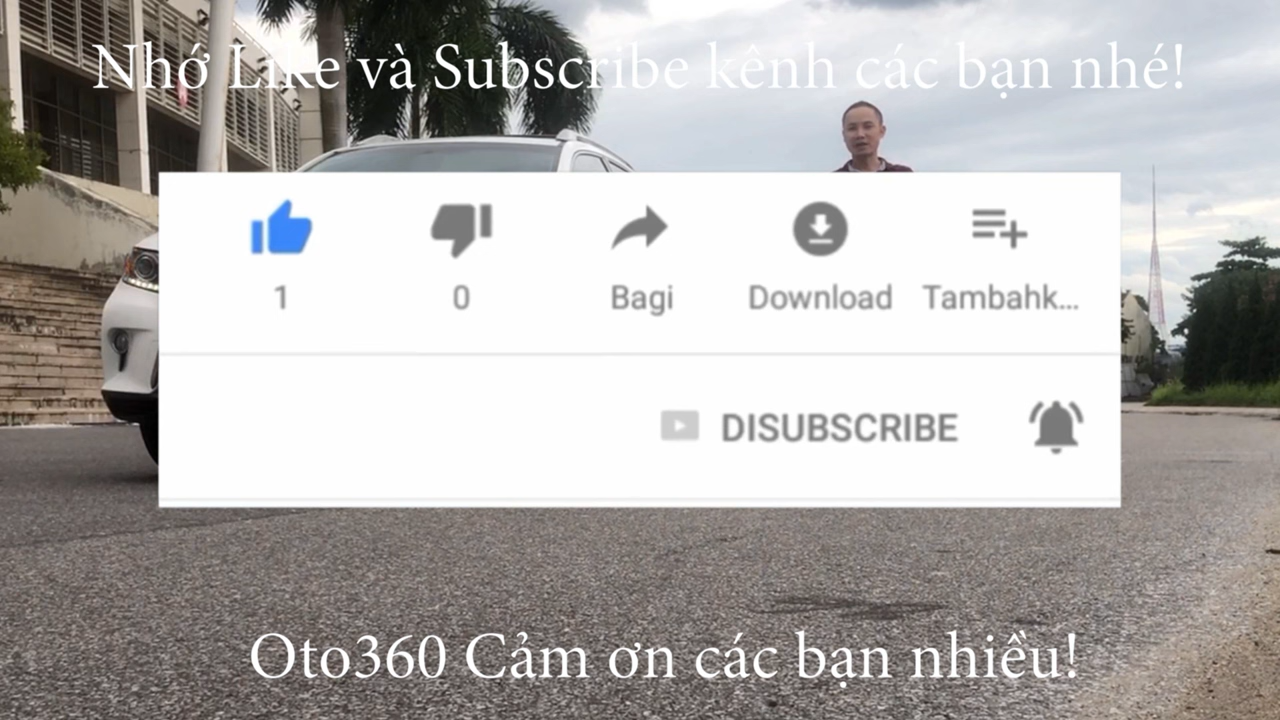 Nhớ Like và Subscribe kênh các bạn nhé!
1 0 Bagi Download Tambahk...
DISUBSCRIBE
Oto360 Cảm ơn các bạn nhiều!